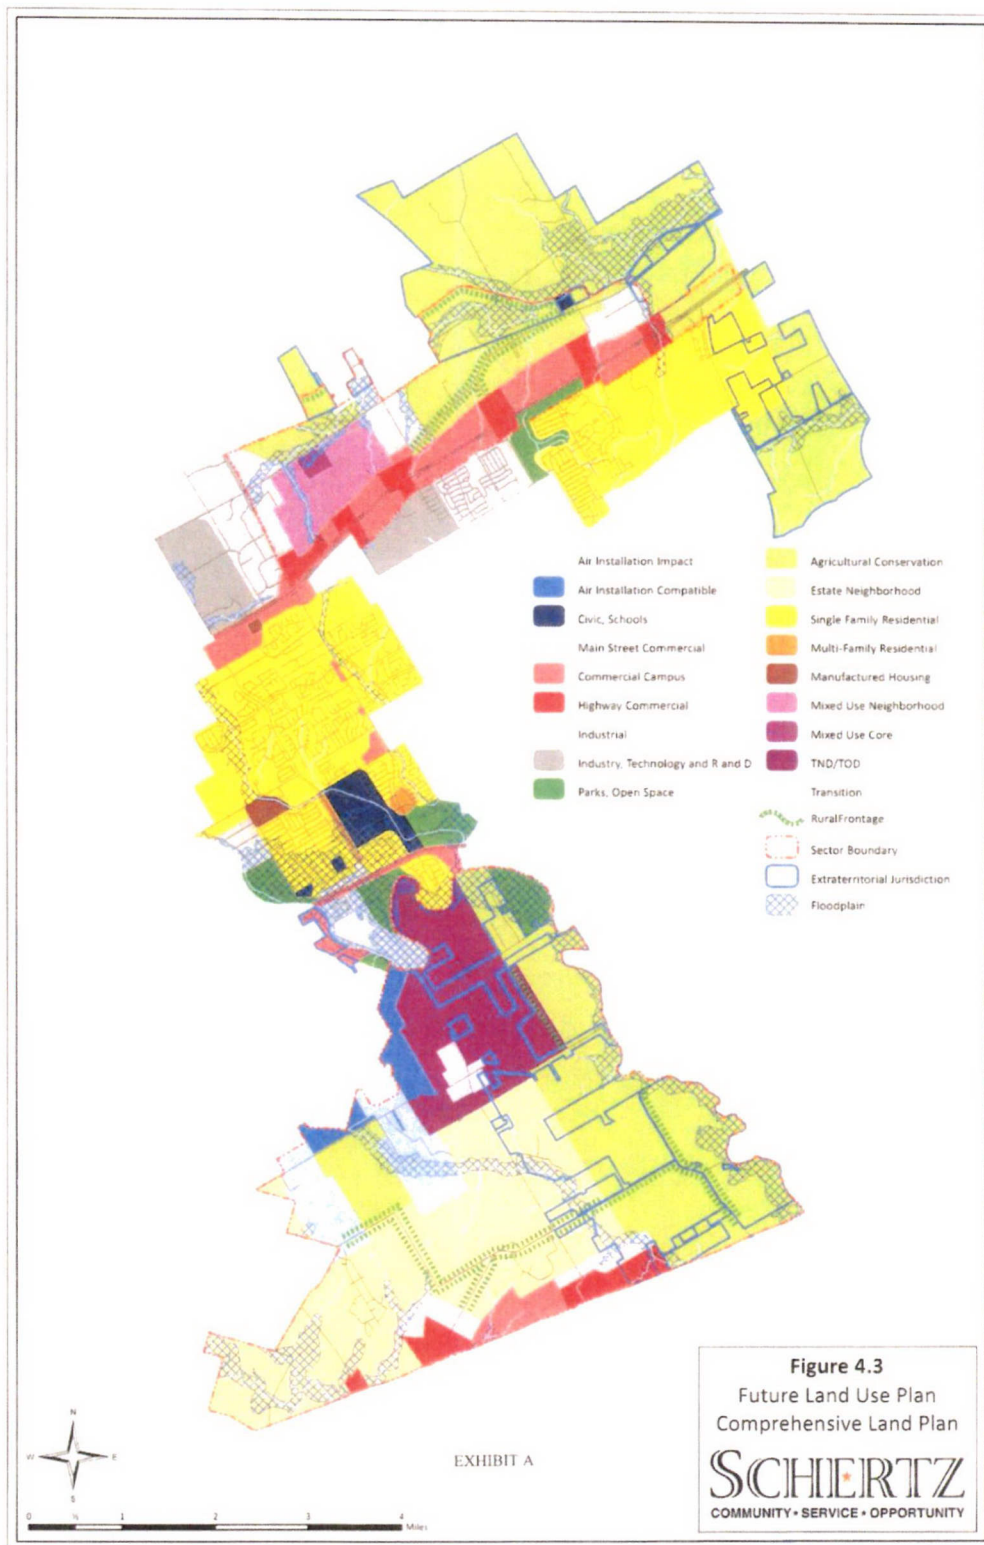 Air Installation Impact
Air Installation Compatible
Civic, Schools
Main Street Commercial
Commercial Campus
Highway Commercial
Industrial
Industry, Technology and R and D
Parks, Open Space
Agricultural Conservation
Estate Neighborhood
Single Family Residential
Multi-Family Residential
Manufactured Housing
Mixed Use Neighborhood
Mixed Use Core
TND/TOD
Transition
RuralFrontage
Sector Boundary
Extraterritorial Jurisdiction
Floodplain
N
W E
S
0 ½ 1 2 3 4
Miles
EXHIBIT A
Figure 4.3
Future Land Use Plan
Comprehensive Land Plan
SCHERTZ
COMMUNITY • SERVICE • OPPORTUNITY